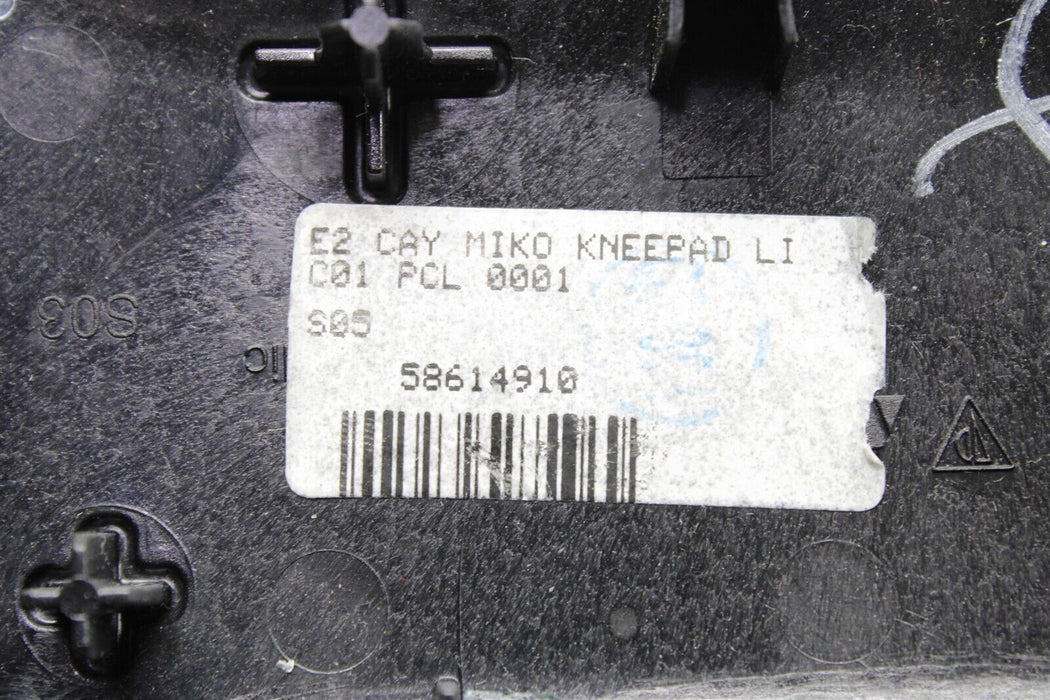 E2 CAY MIKO KNEEPAD LI
C01 PCL 0001
S05
58614910
S03